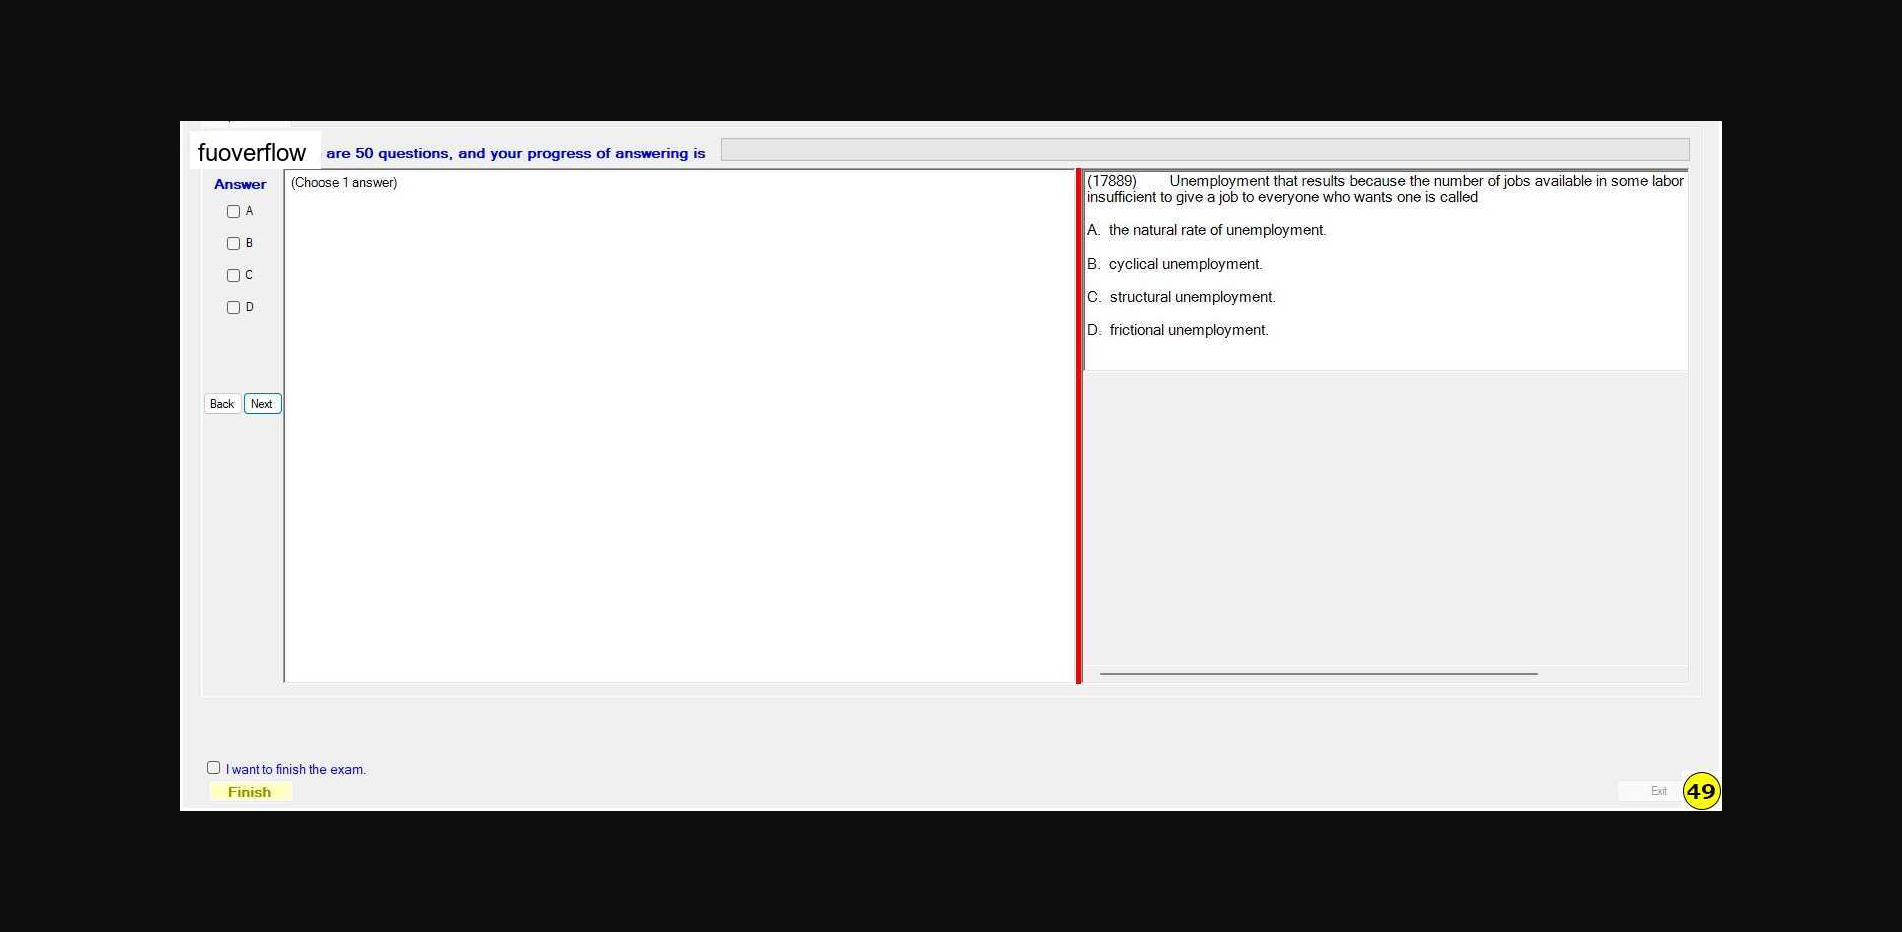 fuoverflow are 50 questions, and your progress of answering is
Answer
(Choose 1 answer)
A
B
C
D
Back Next
(17889) Unemployment that results because the number of jobs available in some labor
insufficient to give a job to everyone who wants one is called
A. the natural rate of unemployment.
B. cyclical unemployment.
C. structural unemployment.
D. frictional unemployment.
I want to finish the exam.
Finish
Exit 49